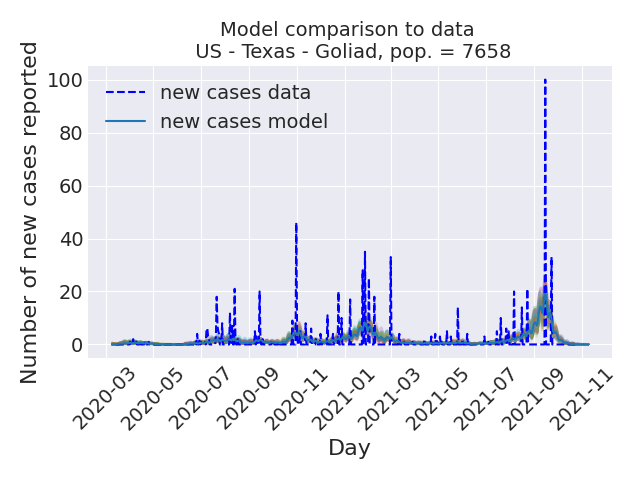 Model comparison to data
US - Texas - Goliad, pop. = 7658
Number of new cases reported
100
80
60
40
20
0
new cases data
new cases model
2020-03
2020-05
2020-07
2020-09
2020-11
2021-01
2021-03
2021-05
2021-07
2021-09
2021-11
Day